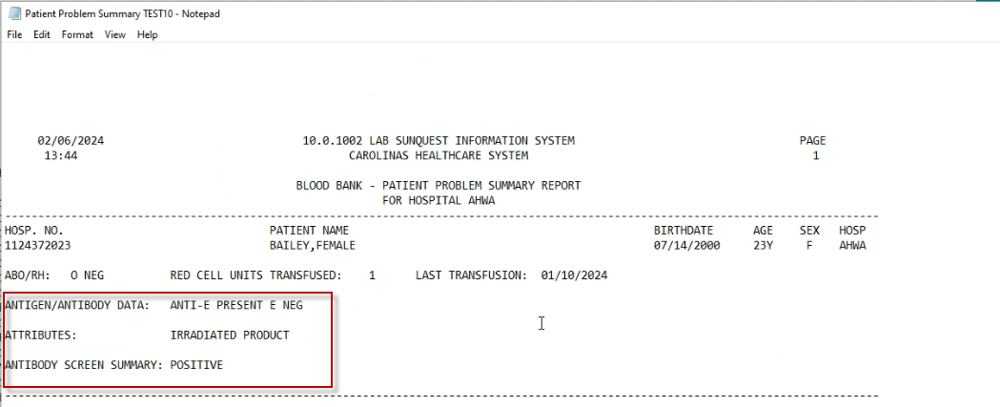 Patient Problem Summary TEST10 - Notepad
File Edit Format View Help
02/06/2024 10.0.1002 LAB SUNQUEST INFORMATION SYSTEM PAGE
13:44 CAROLINAS HEALTHCARE SYSTEM 1
BLOOD BANK - PATIENT PROBLEM SUMMARY REPORT
FOR HOSPITAL AHWA
HOSP. NO. PATIENT NAME BIRTHDATE AGE SEX HOSP
1124372023 BAILEY,FEMALE 07/14/2000 23Y F AHWA
ABO/RH: O NEG RED CELL UNITS TRANSFUSED: 1 LAST TRANSFUSION: 01/10/2024
ANTIGEN/ANTIBODY DATA: ANTI-E PRESENT E NEG
ATTRIBUTES: IRRADIATED PRODUCT
ANTIBODY SCREEN SUMMARY: POSITIVE